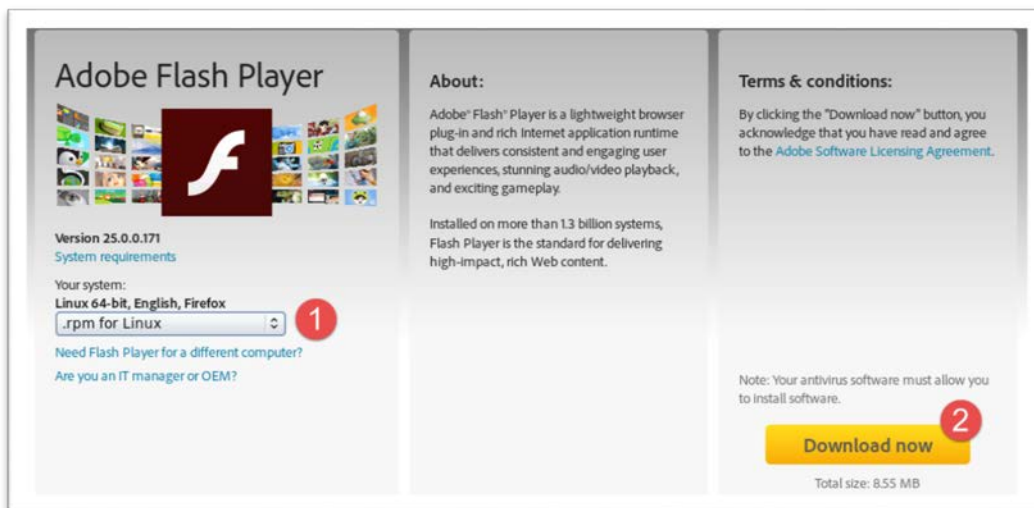 Adobe Flash Player
Version 25.0.0.171
System requirements
Your system:
Linux 64-bit, English, Firefox
.rpm for Linux
1
Need Flash Player for a different computer?
Are you an IT manager or OEM?
About:
Adobe® Flash® Player is a lightweight browser
plug-in and rich Internet application runtime
that delivers consistent and engaging user
experiences, stunning audio/video playback,
and exciting gameplay.
Installed on more than 1.3 billion systems,
Flash Player is the standard for delivering
high-impact, rich Web content.
Terms & conditions:
By clicking the "Download now" button, you
acknowledge that you have read and agree
to the Adobe Software Licensing Agreement.
Note: Your antivirus software must allow you
to install software.
2
Download now
Total size: 8.55 MB